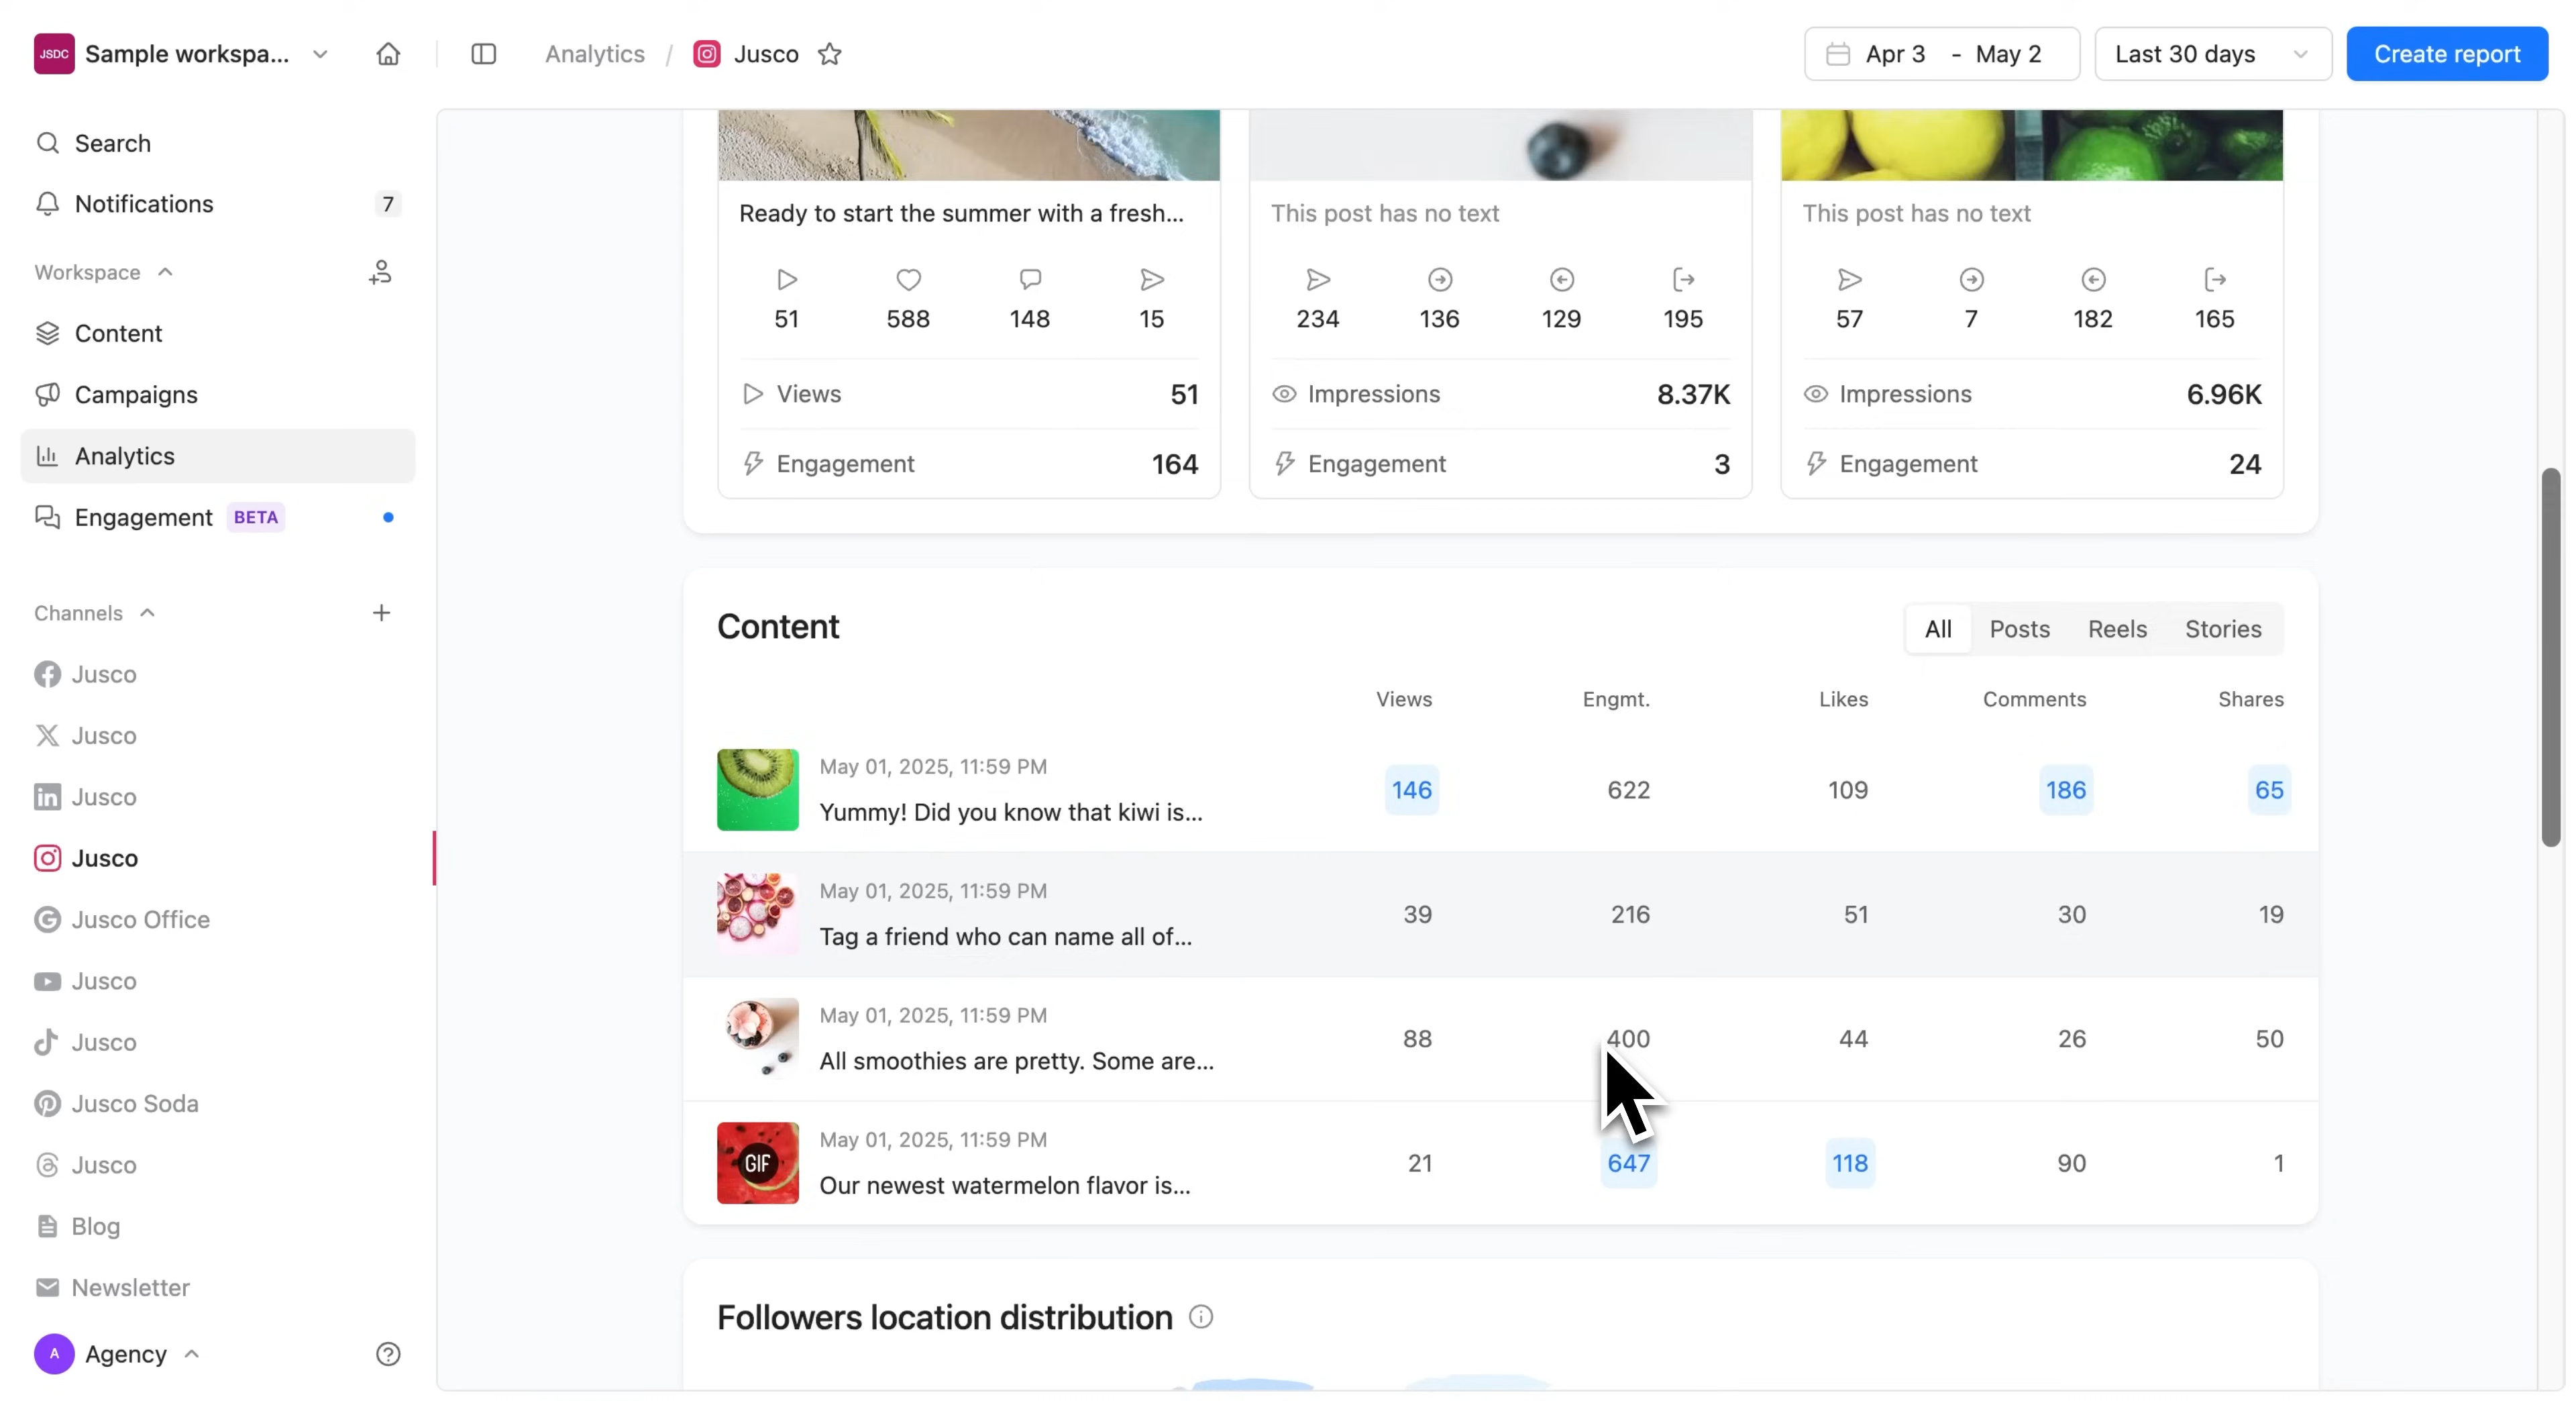 JSDC Sample workspa...
Analytics / Jusco
Apr 3 - May 2
Last 30 days
Create report
Search
Notifications 7
Workspace
Content
Campaigns
Analytics
Engagement BETA
Channels
Jusco
Jusco
Jusco
Jusco
Jusco Office
Jusco
Jusco
Jusco Soda
Jusco
Blog
Newsletter
A Agency
Ready to start the summer with a fresh...
51 588 148 15
Views 51
Engagement 164
This post has no text
234 136 129 195
Impressions 8.37K
Engagement 3
This post has no text
57 7 182 165
Impressions 6.96K
Engagement 24
Content
All Posts Reels Stories
Views Engmt. Likes Comments Shares
May 01, 2025, 11:59 PM
Yummy! Did you know that kiwi is...
146 622 109 186 65
May 01, 2025, 11:59 PM
Tag a friend who can name all of...
39 216 51 30 19
May 01, 2025, 11:59 PM
All smoothies are pretty. Some are...
88 400 44 26 50
GIF
May 01, 2025, 11:59 PM
Our newest watermelon flavor is...
21 647 118 90 1
Followers location distribution